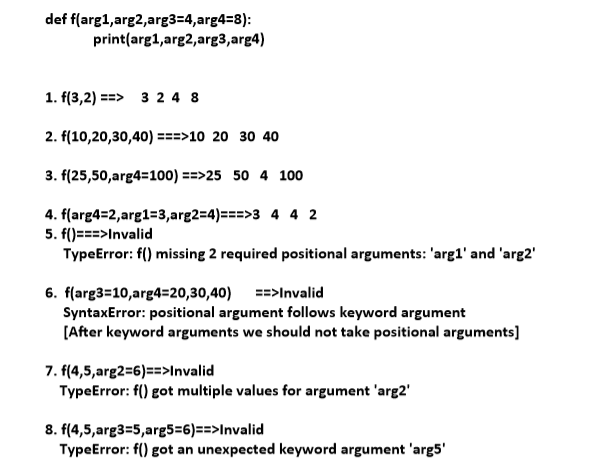 def f(arg1,arg2,arg3=4,arg4=8):
print(arg1,arg2,arg3,arg4)
1. f(3,2) ==> 3 2 4 8
2. f(10,20,30,40) ===>10 20 30 40
3. f(25,50,arg4=100) ==>25 50 4 100
4. f(arg4=2,arg1=3,arg2=4)===>3 4 4 2
5. f()===>Invalid
TypeError: f() missing 2 required positional arguments: 'arg1' and 'arg2'
6. f(arg3=10,arg4=20,30,40) ==>Invalid
SyntaxError: positional argument follows keyword argument
[After keyword arguments we should not take positional arguments]
7. f(4,5,arg2=6)==>Invalid
TypeError: f() got multiple values for argument 'arg2'
8. f(4,5,arg3=5,arg5=6)==>Invalid
TypeError: f() got an unexpected keyword argument 'arg5'